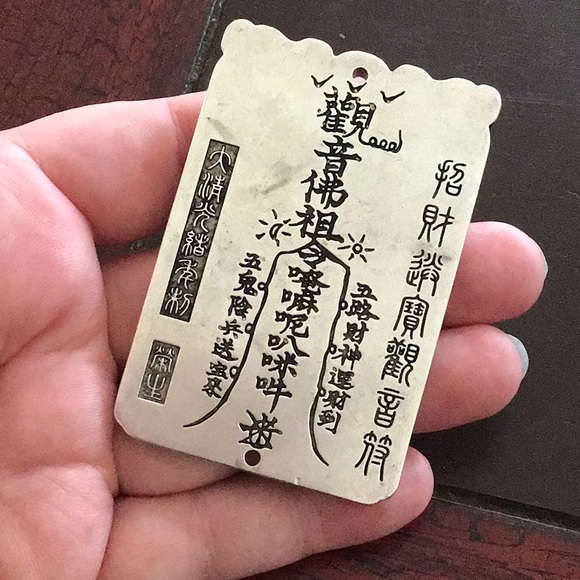 招財進寶觀音符
五路財神運財到
觀音佛祖令唵嘛呢叭咪吽
五鬼陰兵送宝來
大清光緒年制